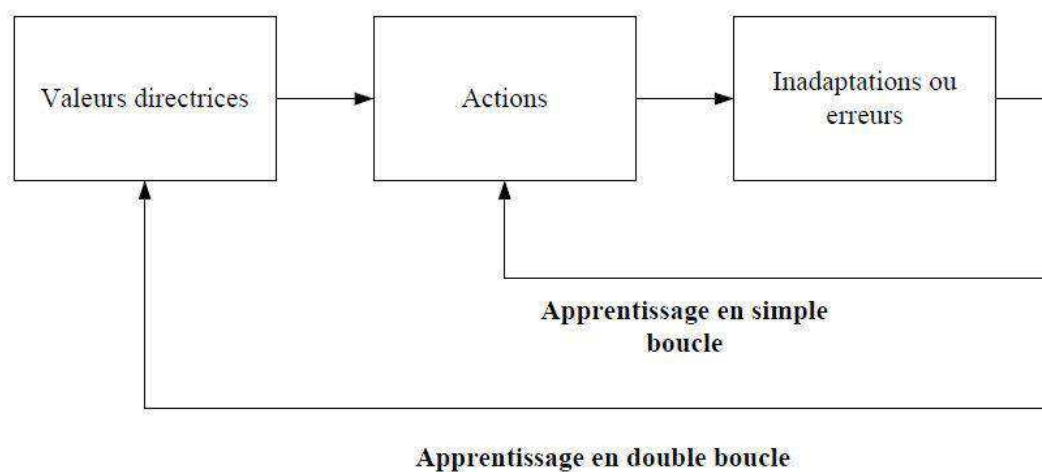 Valeurs directrices
Actions
Inadaptations ou
erreurs
Apprentissage en simple
boucle
Apprentissage en double boucle